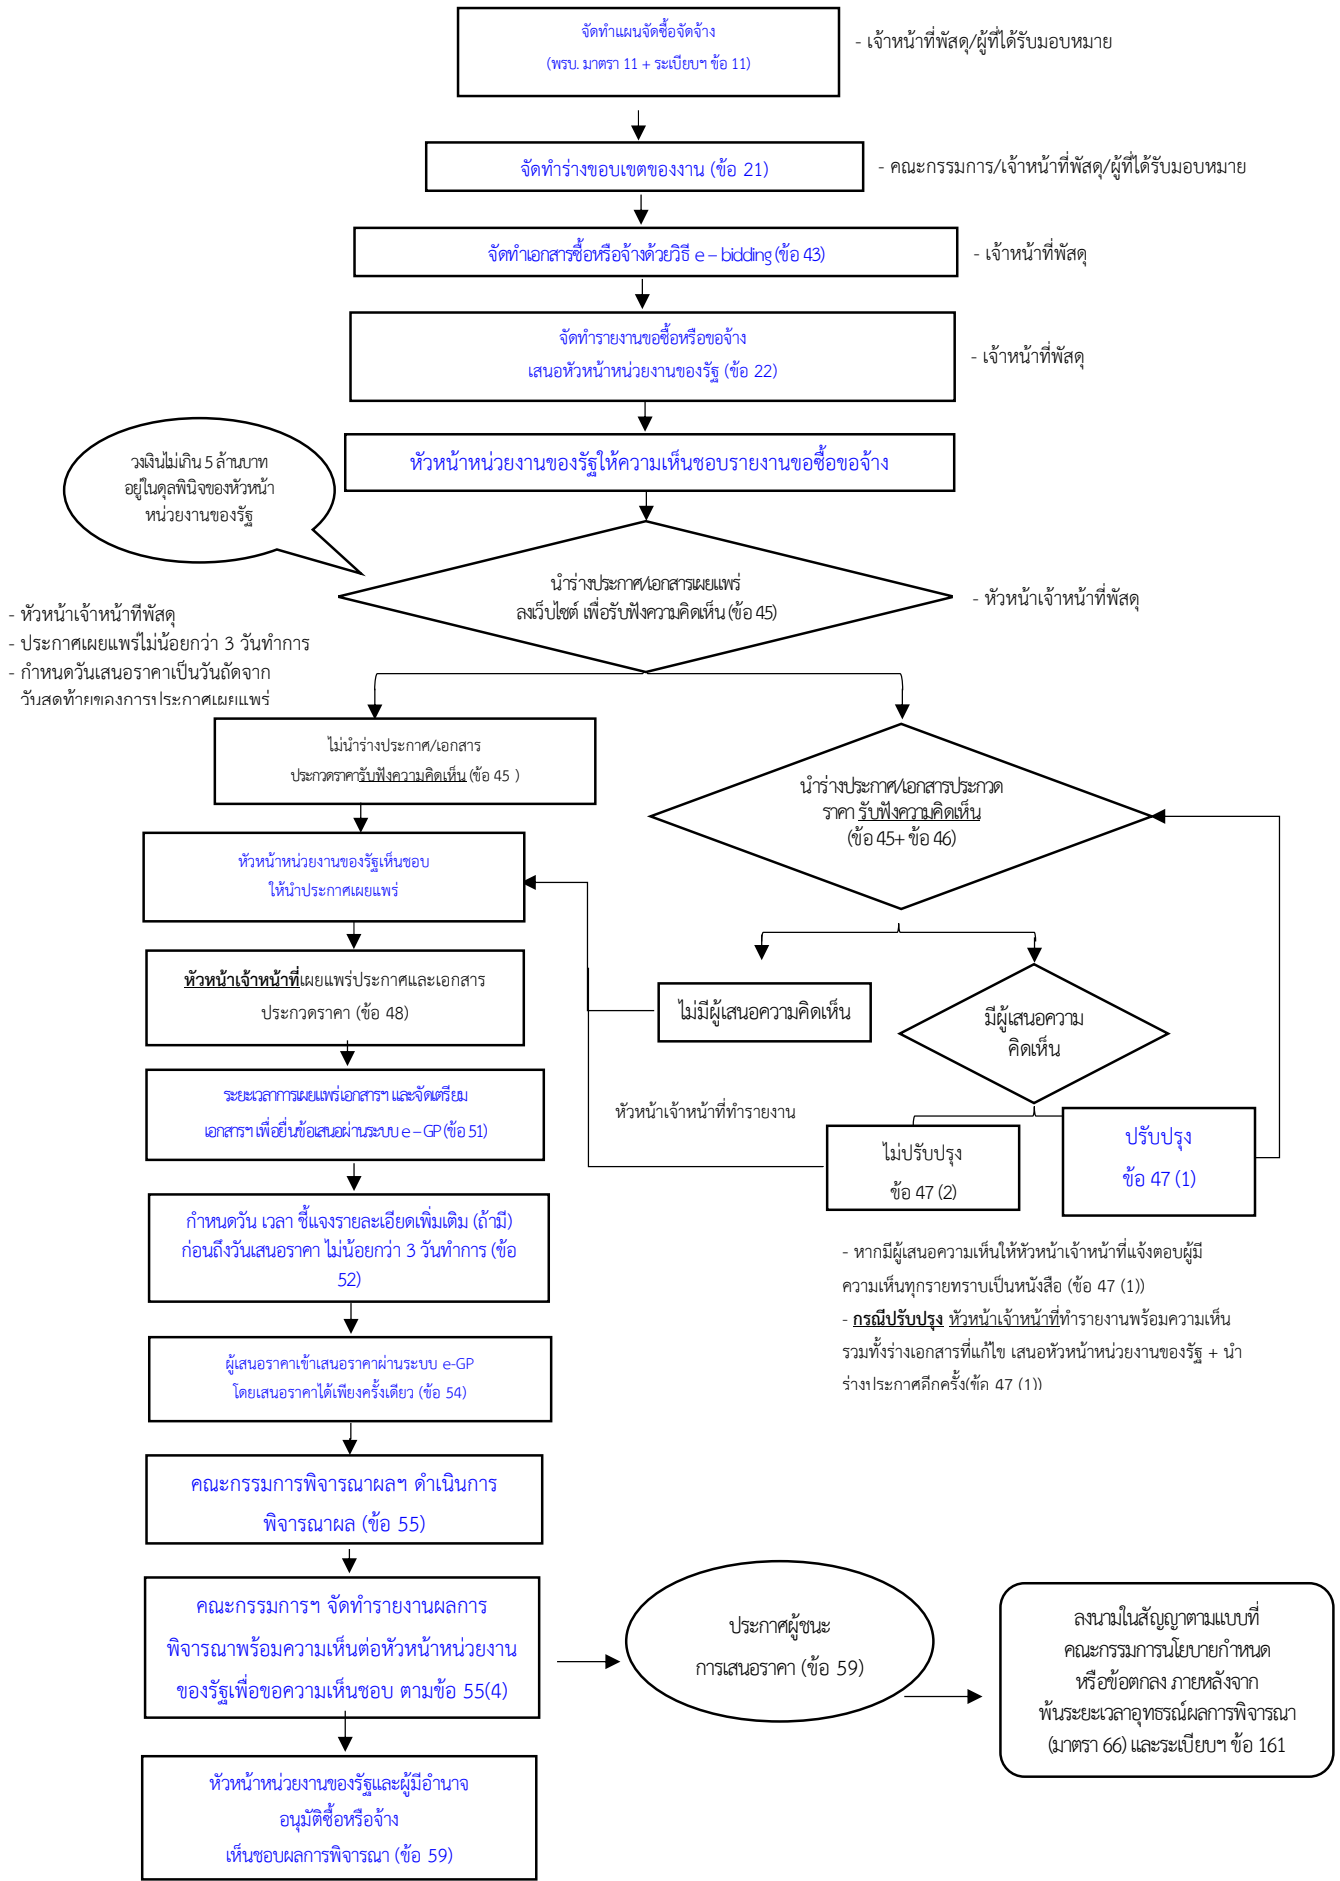 จัดทำแผนจัดซื้อจัดจ้าง
(พรบ. มาตรา 11 + ระเบียบฯ ข้อ 11)
- เจ้าหน้าที่พัสดุ/ผู้ที่ได้รับมอบหมาย
จัดทำร่างขอบเขตของงาน (ข้อ 21)
- คณะกรรมการ/เจ้าหน้าที่พัสดุ/ผู้ที่ได้รับมอบหมาย
จัดทำเอกสารซื้อหรือจ้างด้วยวิธี e – bidding (ข้อ 43)
- เจ้าหน้าที่พัสดุ
จัดทำรายงานขอซื้อหรือขอจ้าง
เสนอหัวหน้าหน่วยงานของรัฐ (ข้อ 22)
- เจ้าหน้าที่พัสดุ
หัวหน้าหน่วยงานของรัฐให้ความเห็นชอบรายงานขอซื้อขอจ้าง
วงเงินไม่เกิน 5 ล้านบาท
อยู่ในดุลพินิจของหัวหน้า
หน่วยงานของรัฐ
นำร่างประกาศ/เอกสารเผยแพร่
ลงเว็บไซต์ เพื่อรับฟังความคิดเห็น (ข้อ 45)
- หัวหน้าเจ้าหน้าที่พัสดุ
- หัวหน้าเจ้าหน้าที่พัสดุ
- ประกาศเผยแพร่ไม่น้อยกว่า 3 วันทำการ
- กำหนดวันเสนอราคาเป็นวันถัดจาก
วันสุดท้ายของการประกาศเผยแพร่
ไม่นำร่างประกาศ/เอกสาร
ประกวดราคารับฟังความคิดเห็น (ข้อ 45 )
นำร่างประกาศ/เอกสารประกวด
ราคา รับฟังความคิดเห็น
(ข้อ 45+ ข้อ 46)
หัวหน้าหน่วยงานของรัฐเห็นชอบ
ให้นำประกาศเผยแพร่
หัวหน้าเจ้าหน้าที่เผยแพร่ประกาศและเอกสาร
ประกวดราคา (ข้อ 48)
ไม่มีผู้เสนอความคิดเห็น
มีผู้เสนอความ
คิดเห็น
ระยะเวลาการเผยแพร่เอกสารฯ และจัดเตรียม
เอกสารฯ เพื่อยื่นข้อเสนอผ่านระบบ e – GP (ข้อ 51)
หัวหน้าเจ้าหน้าที่ทำรายงาน
ไม่ปรับปรุง
ข้อ 47 (2)
ปรับปรุง
ข้อ 47 (1)
กำหนดวัน เวลา ชี้แจงรายละเอียดเพิ่มเติม (ถ้ามี)
ก่อนถึงวันเสนอราคา ไม่น้อยกว่า 3 วันทำการ (ข้อ
52)
- หากมีผู้เสนอความเห็นให้หัวหน้าเจ้าหน้าที่แจ้งตอบผู้มี
ความเห็นทุกรายทราบเป็นหนังสือ (ข้อ 47 (1))
- กรณีปรับปรุง หัวหน้าเจ้าหน้าที่ทำรายงานพร้อมความเห็น
รวมทั้งร่างเอกสารที่แก้ไข เสนอหัวหน้าหน่วยงานของรัฐ + นำ
ร่างประกาศอีกครั้ง(ข้อ 47 (1))
ผู้เสนอราคาเข้าเสนอราคาผ่านระบบ e-GP
โดยเสนอราคาได้เพียงครั้งเดียว (ข้อ 54)
คณะกรรมการพิจารณาผลฯ ดำเนินการ
พิจารณาผล (ข้อ 55)
คณะกรรมการฯ จัดทำรายงานผลการ
พิจารณาพร้อมความเห็นต่อหัวหน้าหน่วยงาน
ของรัฐเพื่อขอความเห็นชอบ ตามข้อ 55(4)
ประกาศผู้ชนะ
การเสนอราคา (ข้อ 59)
ลงนามในสัญญาตามแบบที่
คณะกรรมการนโยบายกำหนด
หรือข้อตกลง ภายหลังจาก
พ้นระยะเวลาอุทธรณ์ผลการพิจารณา
(มาตรา 66) และระเบียบฯ ข้อ 161
หัวหน้าหน่วยงานของรัฐและผู้มีอำนาจ
อนุมัติซื้อหรือจ้าง
เห็นชอบผลการพิจารณา (ข้อ 59)